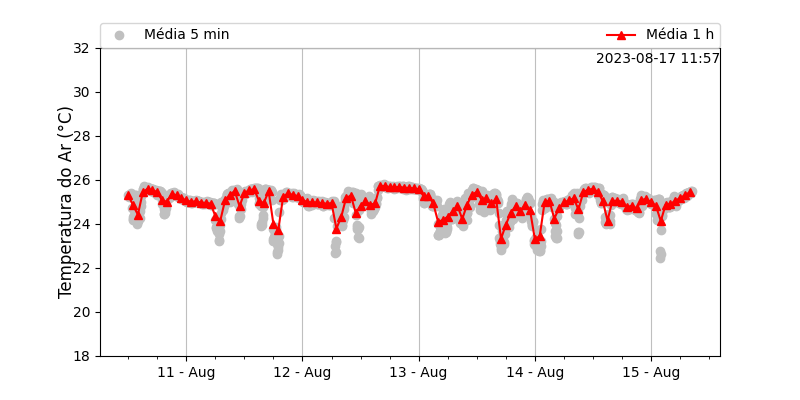 Média 5 min
Média 1 h
2023-08-17 11:57
Temperatura do Ar (°C)
32
30
28
26
24
22
20
18
11 - Aug
12 - Aug
13 - Aug
14 - Aug
15 - Aug